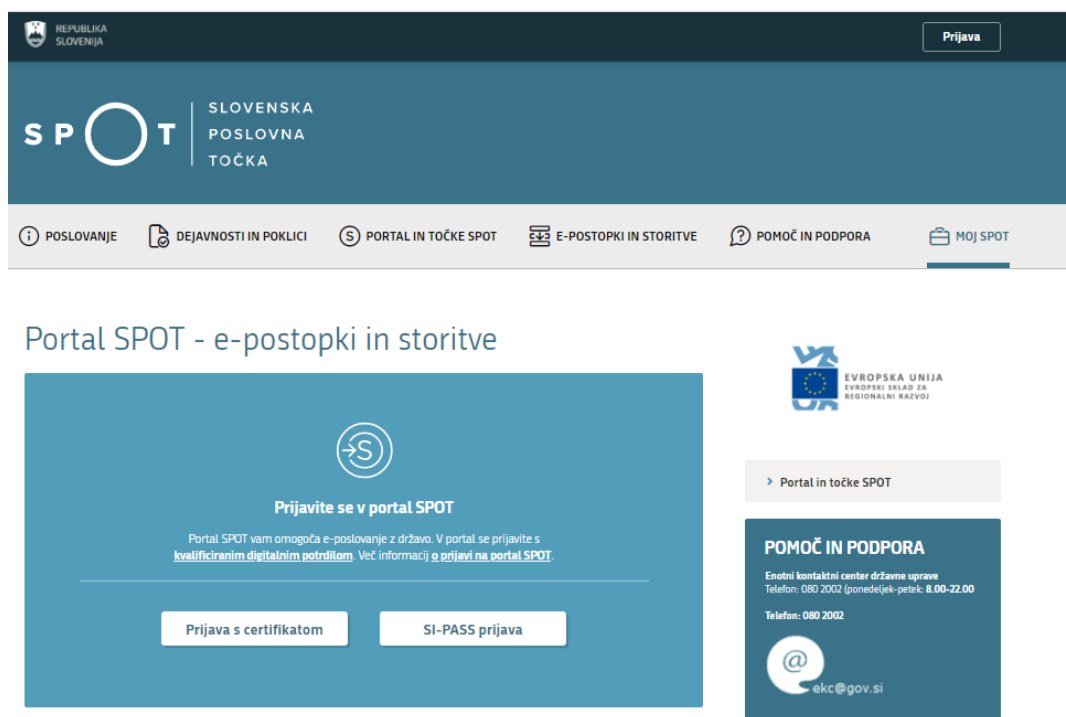 REPUBLIKA
SLOVENIJA
Prijava
SPOT
SLOVENSKA
POSLOVNA
TOČKA
POSLOVANJE
DEJAVNOSTI IN POKLICI
PORTAL IN TOČKE SPOT
E-POSTOPKI IN STORITVE
POMOČ IN PODPORA
MOJ SPOT
Portal SPOT - e-postopki in storitve
Prijavite se v portal SPOT
Portal SPOT vam omogoča e-poslovanje z državo. V portal se prijavite s
kvalificiranim digitalnim potrdilom. Več informacij o prijavi na portal SPOT.
Prijava s certifikatom
SI-PASS prijava
EVROPSKA UNIJA
EVROPSKI SKLAD ZA
REGIONALNI RAZVOJ
Portal in točke SPOT
POMOČ IN PODPORA
Enotni kontaktni center državne uprave
Telefon: 080 2002 (ponedeljek-petek: 8.00-22.00
Telefon: 080 2002
@
ekc@gov.si